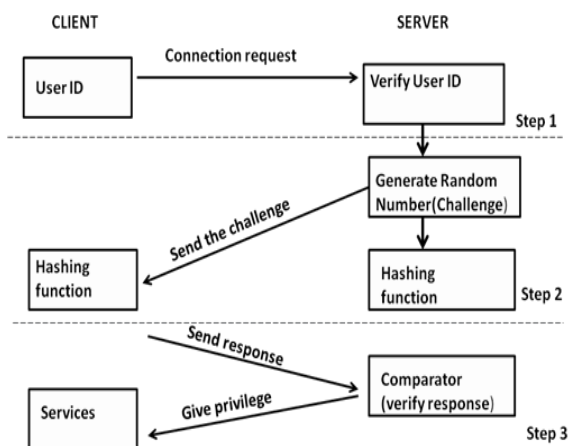 CLIENT
SERVER
Connection request
User ID
Verify User ID
Step 1
Generate Random
Number(Challenge)
Send the challenge
Hashing
function
Hashing
function
Step 2
Send response
Comparator
(verify response)
Give privilege
Services
Step 3